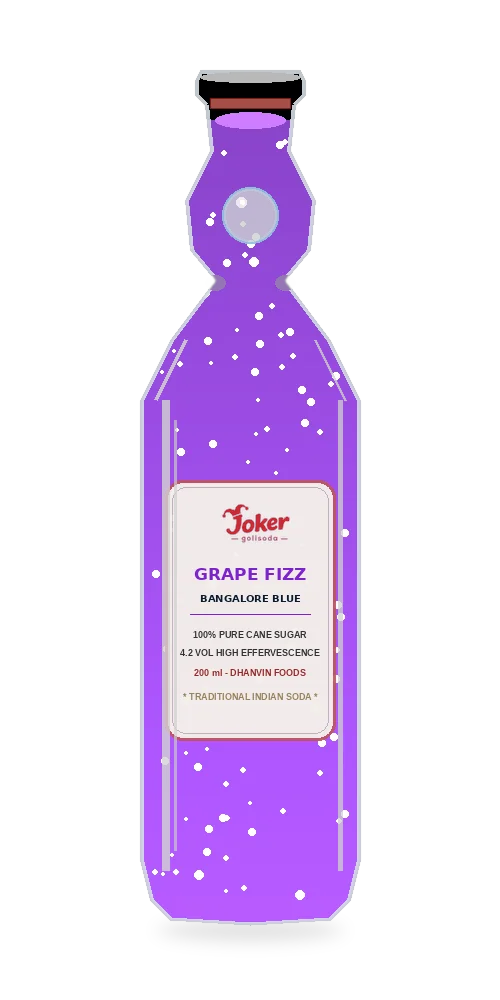 Joker
golisoda
GRAPE FIZZ
BANGALORE BLUE
100% PURE CANE SUGAR
4.2 VOL HIGH EFFERVESCENCE
200 ml - DHANVIN FOODS
* TRADITIONAL INDIAN SODA *